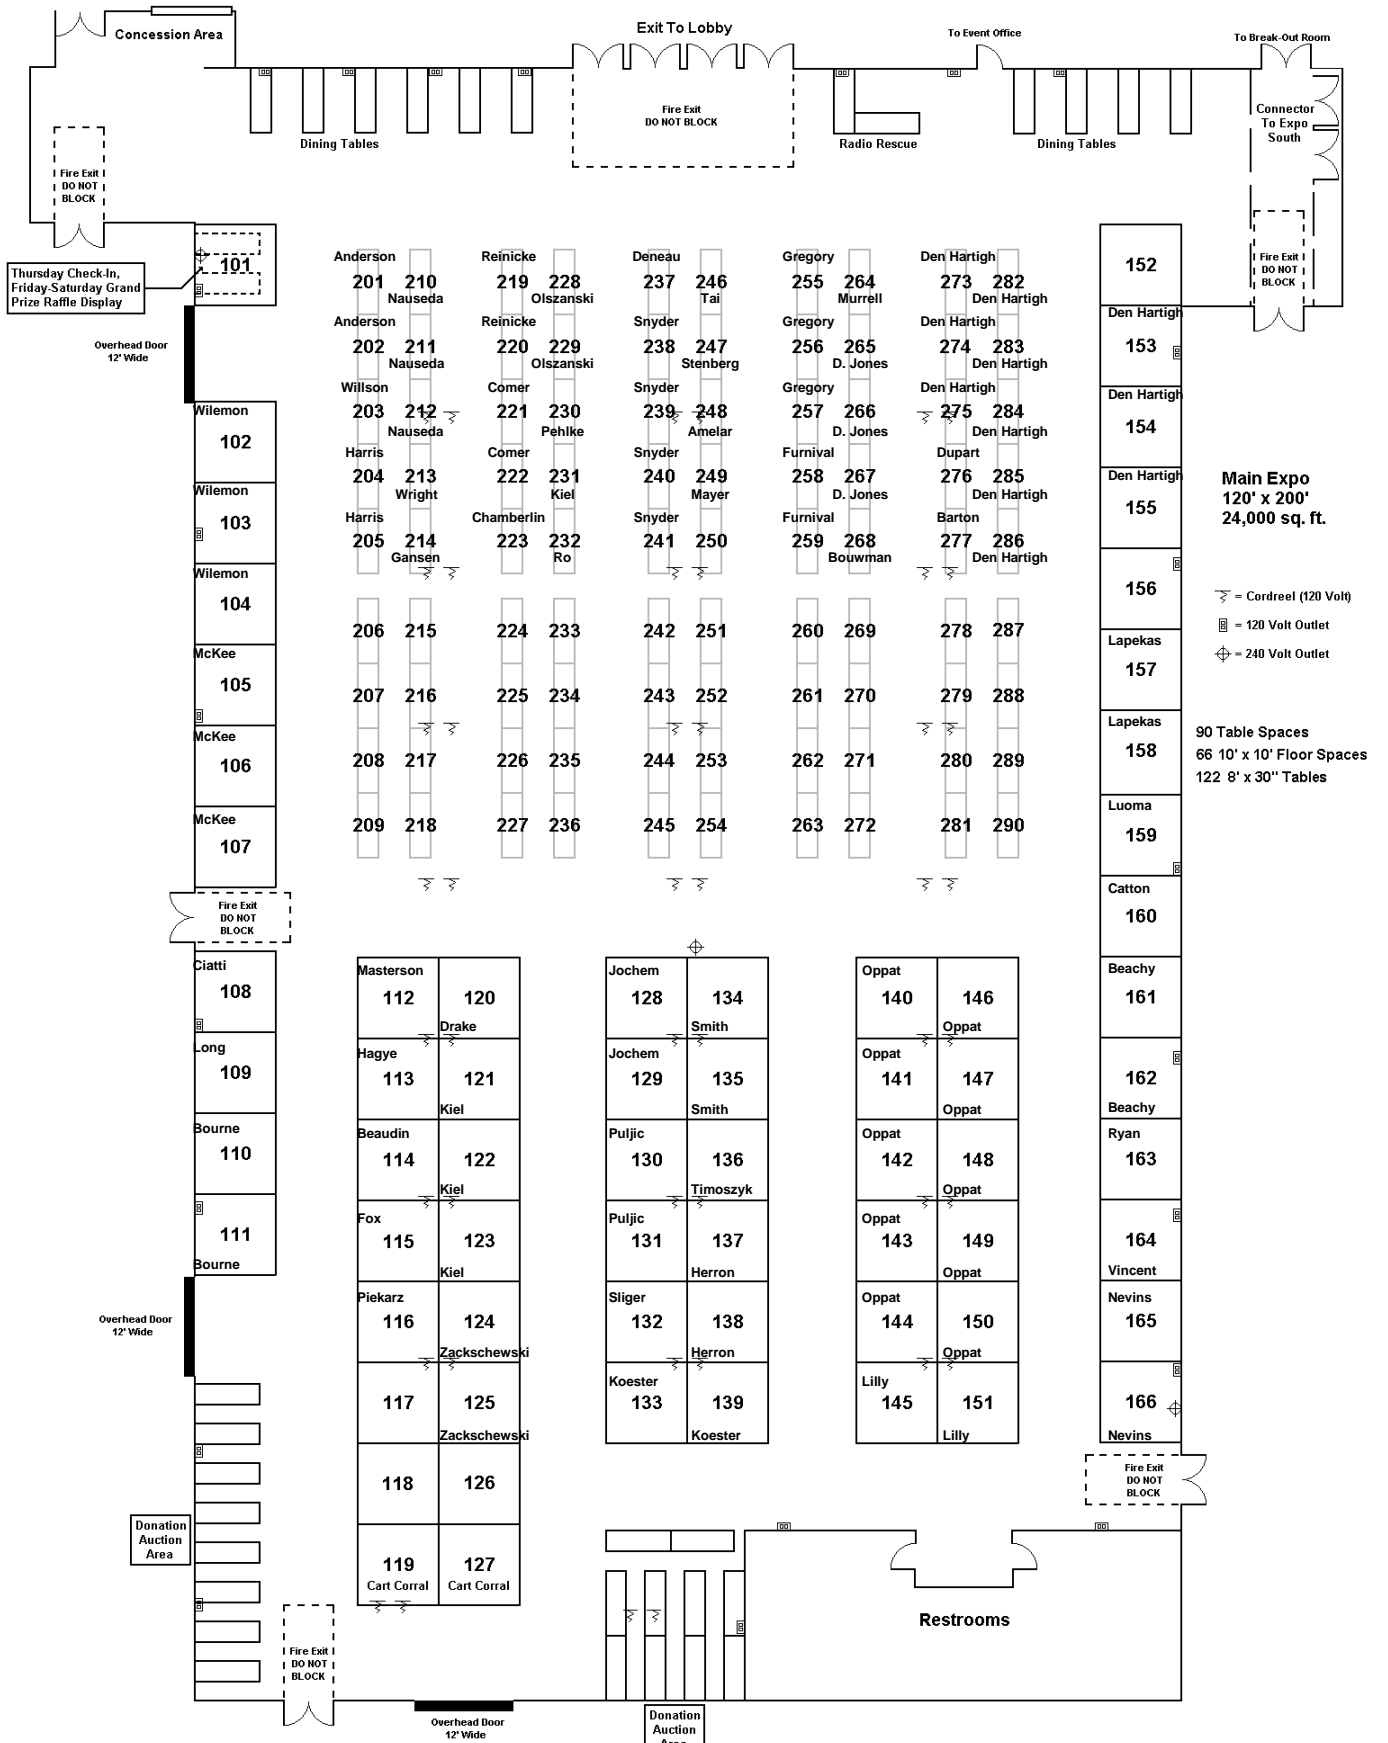 Concession Area
Exit To Lobby
To Event Office
To Break-Out Room
Fire Exit
DO NOT BLOCK
Connector
To Expo
South
Dining Tables
Radio Rescue
Dining Tables
Fire Exit
DO NOT
BLOCK
Fire Exit
DO NOT
BLOCK
Thursday Check-In,
Friday-Saturday Grand
Prize Raffle Display
101
Overhead Door
12' Wide
Wilemon
102
Wilemon
103
Wilemon
104
McKee
105
McKee
106
McKee
107
Fire Exit
DO NOT
BLOCK
Ciatti
108
Long
109
Bourne
110
111
Bourne
Overhead Door
12' Wide
Donation
Auction
Area
Anderson Reinicke Deneau Gregory Den Hartigh
201 210 219 228 237 246 255 264 273 282
Nauseda Olszanski Tai Murrell Den Hartigh
Anderson Reinicke Snyder Gregory Den Hartigh
202 211 220 229 238 247 256 265 274 283
Nauseda Olszanski Stenberg D. Jones Den Hartigh
Willson Comer Snyder Gregory Den Hartigh
203 212 221 230 239 248 257 266 275 284
Nauseda Pehlke Amelar D. Jones Den Hartigh
Harris Comer Snyder Furnival Dupart
204 213 222 231 240 249 258 267 276 285
Wright Kiel Mayer D. Jones Den Hartigh
Harris Chamberlin Snyder Furnival Barton
205 214 223 232 241 250 259 268 277 286
Gansen Ro Bouwman Den Hartigh
206 215 224 233 242 251 260 269 278 287
207 216 225 234 243 252 261 270 279 288
208 217 226 235 244 253 262 271 280 289
209 218 227 236 245 254 263 272 281 290
Masterson
112 120
Drake
Hagye
113 121
Kiel
Beaudin
114 122
Kiel
Fox
115 123
Kiel
Piekarz
116 124
Zackschewski
117 125
Zackschewski
118 126
119 127
Cart Corral Cart Corral
Jochem
128 134
Smith
Jochem
129 135
Smith
Puljic
130 136
Timoszyk
Puljic
131 137
Herron
Sliger
132 138
Herron
Koester
133 139
Koester
Oppat
140 146
Oppat
Oppat
141 147
Oppat
Oppat
142 148
Oppat
Oppat
143 149
Oppat
Oppat
144 150
Oppat
Lilly
145 151
Lilly
152
Den Hartigh
153
Den Hartigh
154
Den Hartigh
155
156
Lapekas
157
Lapekas
158
Luoma
159
Catton
160
Beachy
161
162
Beachy
Ryan
163
164
Vincent
Nevins
165
166
Nevins
Main Expo
120' x 200'
24,000 sq. ft.
= Cordreel (120 Volt)
= 120 Volt Outlet
= 240 Volt Outlet
90 Table Spaces
66 10' x 10' Floor Spaces
122 8' x 30" Tables
Fire Exit
DO NOT
BLOCK
Restrooms
Fire Exit
DO NOT
BLOCK
Overhead Door
12' Wide
Donation
Auction
Area